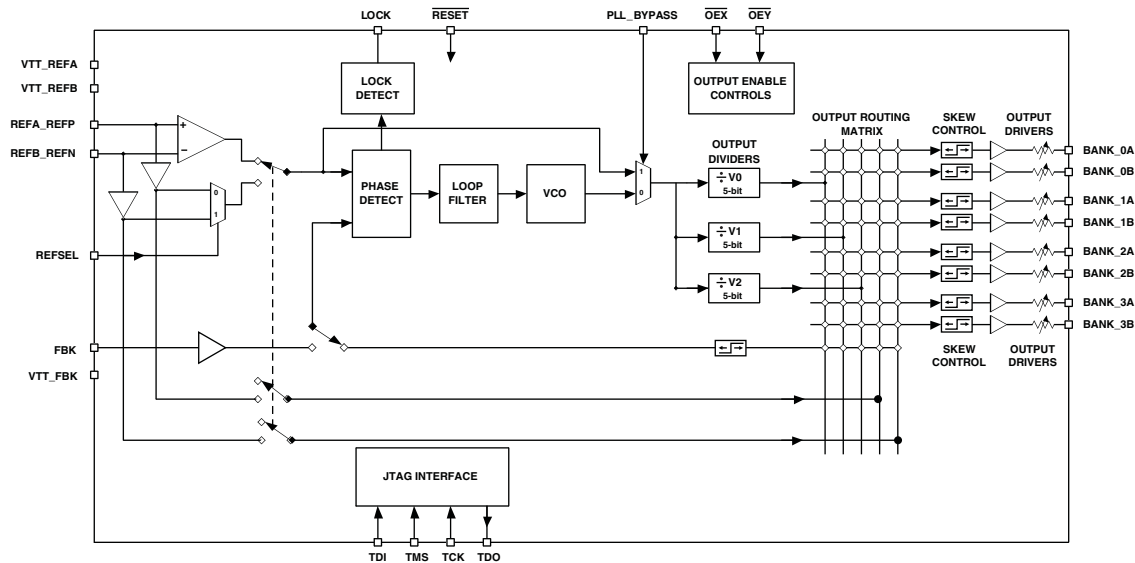 LOCK
RESET
PLL_BYPASS
OEX
OEY
VTT_REFA
VTT_REFB
REFA_REFP
REFB_REFN
REFSEL
FBK
VTT_FBK
+
–
0
1
LOCK
DETECT
PHASE
DETECT
LOOP
FILTER
VCO
1
0
OUTPUT ENABLE
CONTROLS
OUTPUT
DIVIDERS
÷ V0
5-bit
÷ V1
5-bit
÷ V2
5-bit
OUTPUT ROUTING
MATRIX
SKEW
CONTROL
OUTPUT
DRIVERS
BANK_0A
BANK_0B
BANK_1A
BANK_1B
BANK_2A
BANK_2B
BANK_3A
BANK_3B
SKEW
CONTROL
OUTPUT
DRIVERS
JTAG INTERFACE
TDI
TMS
TCK
TDO